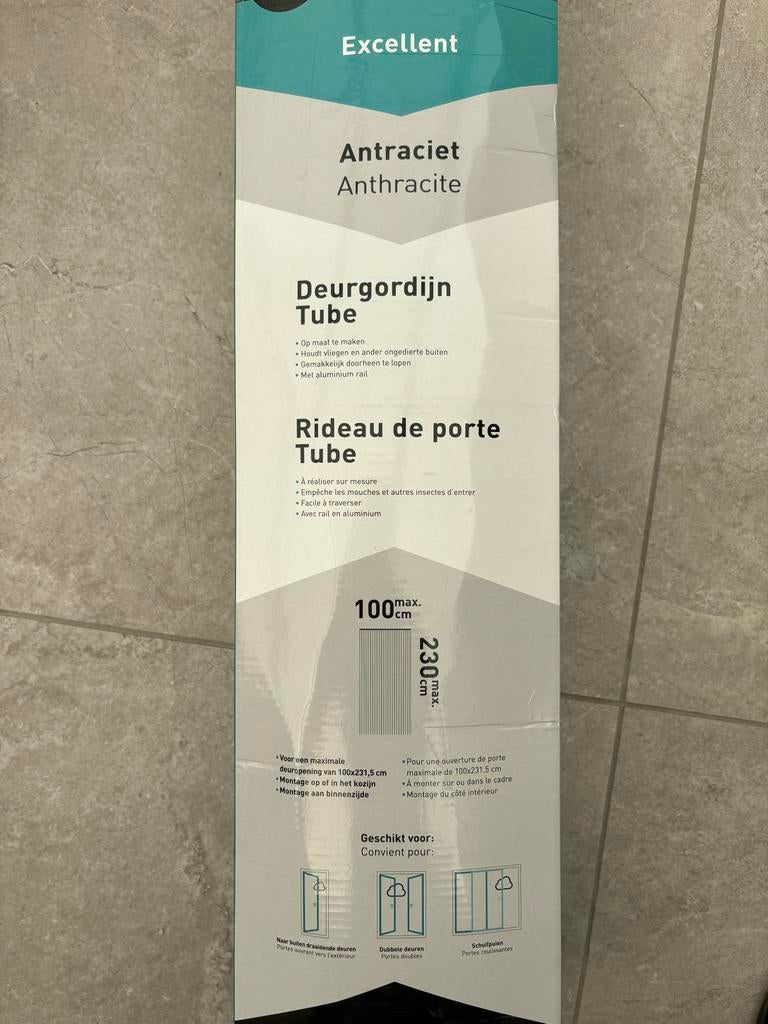 Excellent
Antraciet
Anthracite
Deurgordijn
Tube
• Op maat te maken
• Houdt vliegen en ander ongedierte buiten
• Gemakkelijk doorheen te lopen
• Met aluminium rail
Rideau de porte
Tube
• À réaliser sur mesure
• Empêche les mouches et autres insectes d'entrer
• Facile à traverser
• Avec rail en aluminium
100 max. cm
230 max. cm
• Voor een maximale
deuropening van 100x231,5 cm
• Montage op of in het kozijn
• Montage aan binnenzijde
• Pour une ouverture de porte
maximale de 100x231,5 cm
• À monter sur ou dans le cadre
• Montage du côté intérieur
Geschikt voor:
Convient pour:
Naar buiten draaidende deuren
Portes ouvrant vers l'extérieur
Dubbele deuren
Portes doubles
Schuifpuien
Portes coulissantes